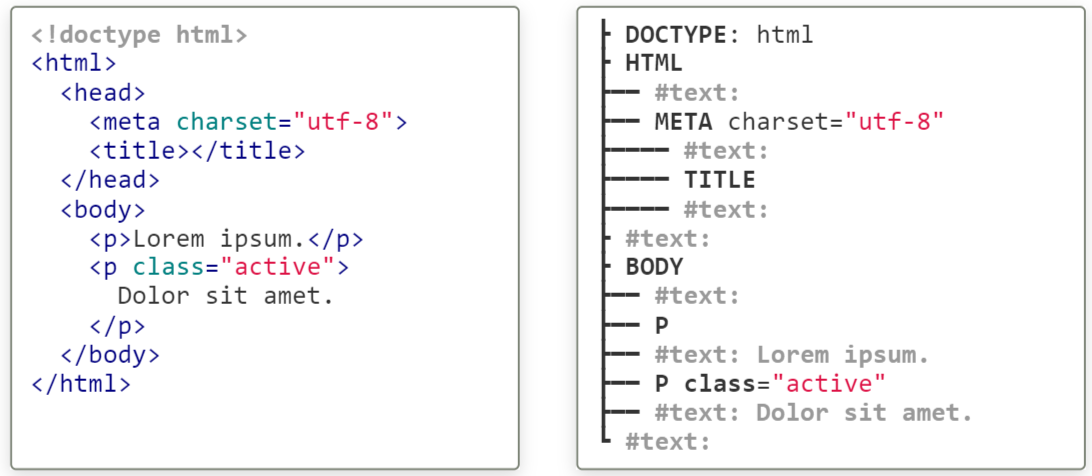 <!doctype html>
<html>
<head>
<meta charset="utf-8">
<title></title>
</head>
<body>
<p>Lorem ipsum.</p>
<p class="active">
Dolor sit amet.
</p>
</body>
</html>
DOCTYPE: html
HTML
#text:
META charset="utf-8"
#text:
TITLE
#text:
#text:
BODY
#text:
P
#text: Lorem ipsum.
P class="active"
#text: Dolor sit amet.
#text: